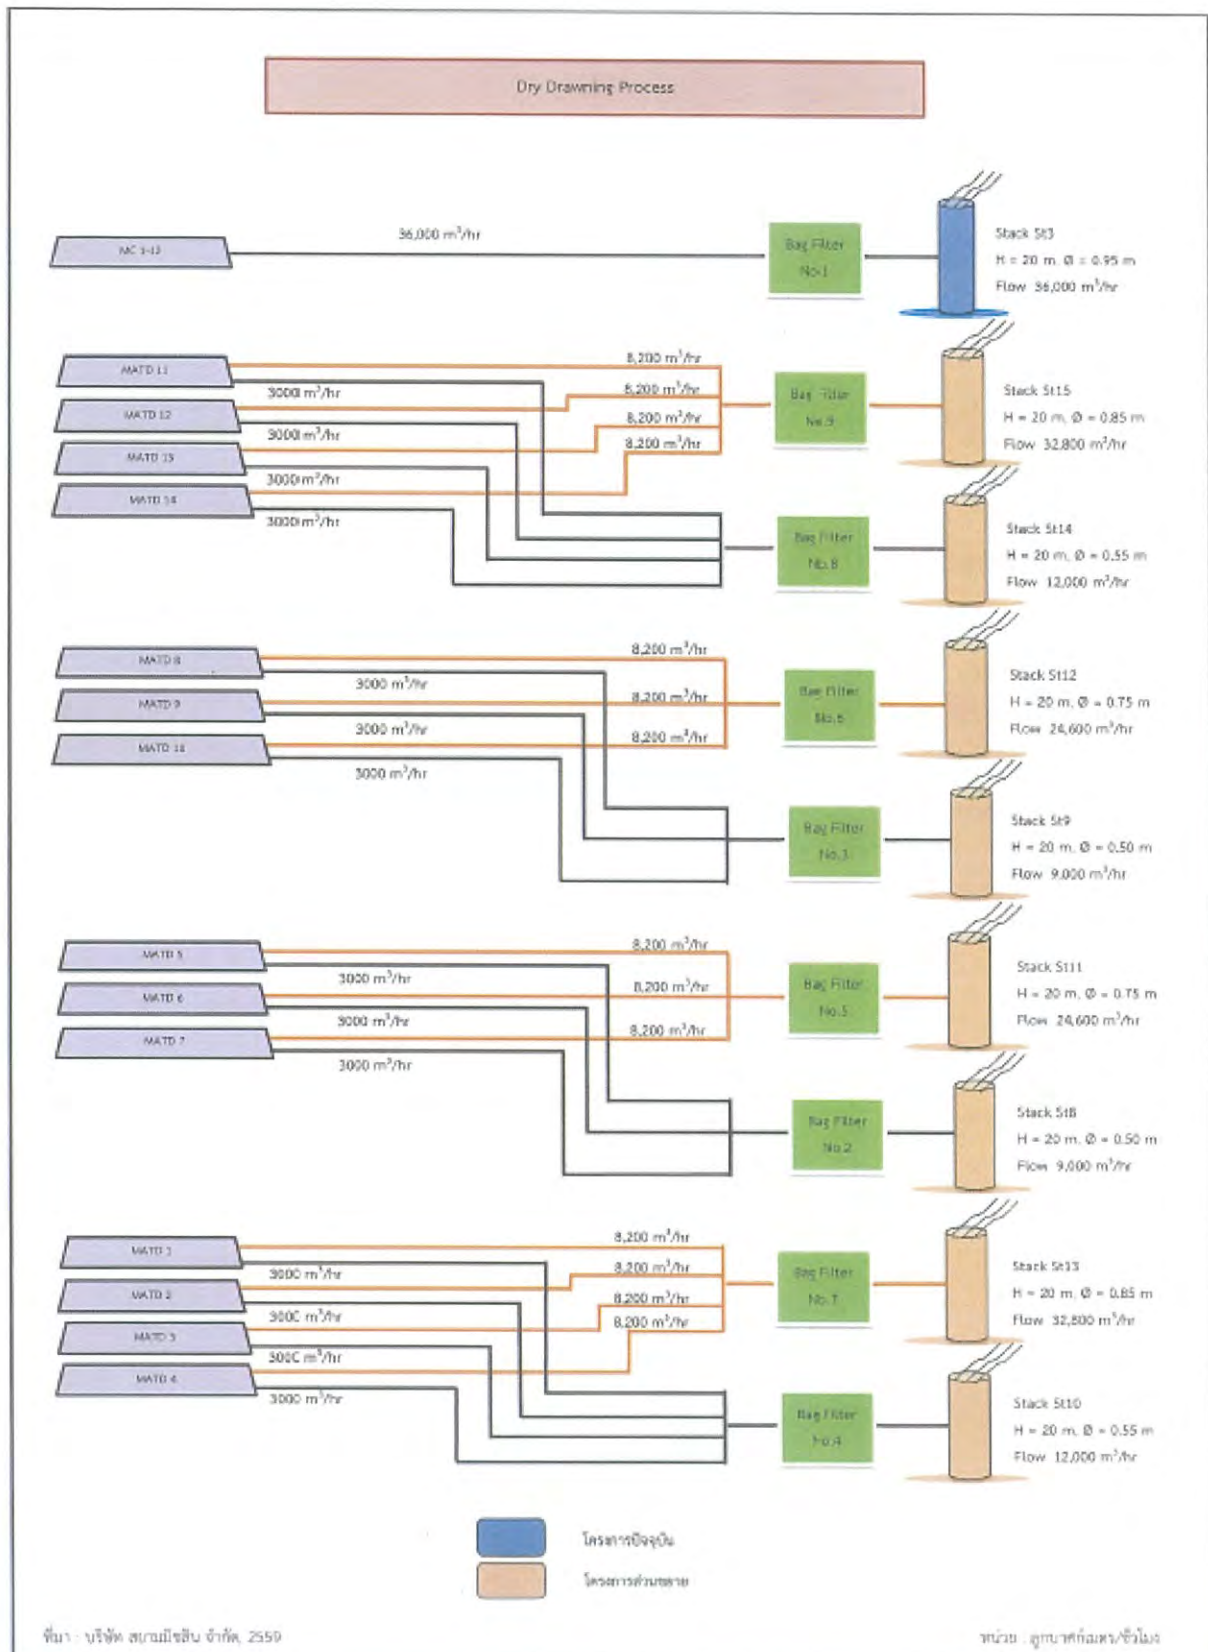 Dry Drawning Process
36,000 m³/hr
Bag Filter
No.1
Stack St3
H = 20 m, Ø = 0.95 m
Flow 36,000 m³/hr
MATD 11
3000 m³/hr
MATD 12
3000 m³/hr
MATD 13
3000 m³/hr
MATD 14
3000 m³/hr
8,200 m³/hr
8,200 m³/hr
8,200 m³/hr
8,200 m³/hr
Bag Filter
No.9
Stack St15
H = 20 m, Ø = 0.85 m
Flow 32,800 m³/hr
Bag Filter
No.8
Stack St14
H = 20 m, Ø = 0.55 m
Flow 12,000 m³/hr
MATD 8
3000 m³/hr
MATD 9
3000 m³/hr
MATD 10
3000 m³/hr
8,200 m³/hr
8,200 m³/hr
8,200 m³/hr
Bag Filter
No.6
Stack St12
H = 20 m, Ø = 0.75 m
Flow 24,600 m³/hr
Bag Filter
No.3
Stack St9
H = 20 m, Ø = 0.50 m
Flow 9,000 m³/hr
MATD 5
3000 m³/hr
MATD 6
3000 m³/hr
MATD 7
3000 m³/hr
8,200 m³/hr
8,200 m³/hr
8,200 m³/hr
Bag Filter
No.5
Stack St11
H = 20 m, Ø = 0.75 m
Flow 24,600 m³/hr
Bag Filter
No.2
Stack St8
H = 20 m, Ø = 0.50 m
Flow 9,000 m³/hr
MATD 1
3000 m³/hr
MATD 2
3000 m³/hr
MATD 3
3000 m³/hr
MATD 4
3000 m³/hr
8,200 m³/hr
8,200 m³/hr
8,200 m³/hr
8,200 m³/hr
Bag Filter
No.7
Stack St13
H = 20 m, Ø = 0.85 m
Flow 32,800 m³/hr
Bag Filter
No.4
Stack St10
H = 20 m, Ø = 0.55 m
Flow 12,000 m³/hr
โครงการปัจจุบัน
โครงการส่วนขยาย
ที่มา : บริษัท สยามมิชลิน จำกัด, 2559
หน่วย : ลูกบาศก์เมตร/ชั่วโมง